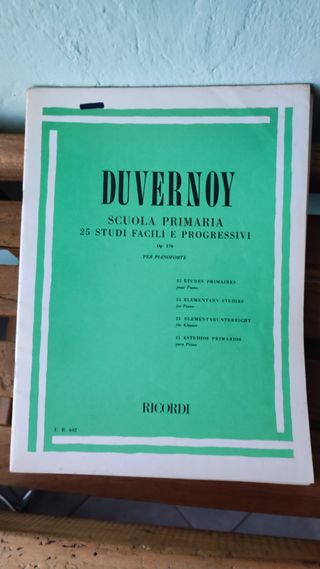 DUVERNOY
SCUOLA PRIMARIA
25 STUDI FACILI E PROGRESSIVI
Op. 176
PER PIANOFORTE
25 ÉTUDES PRIMAIRES
pour Piano
25 ELEMENTARY STUDIES
for Piano
25 ELEMENTARUNTERRICHT
für Klavier
25 ESTUDIOS PRIMARIOS
para Piano
RICORDI
E. R. 442